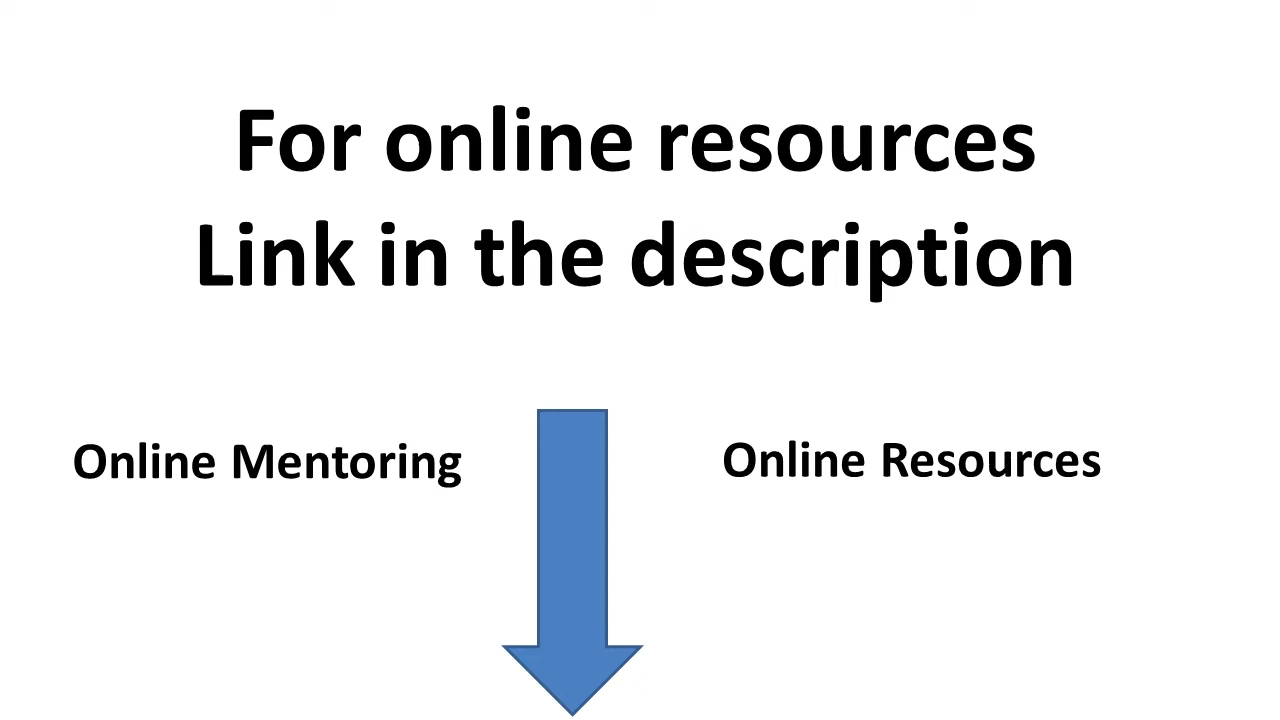 For online resources
Link in the description
Online Mentoring
Online Resources